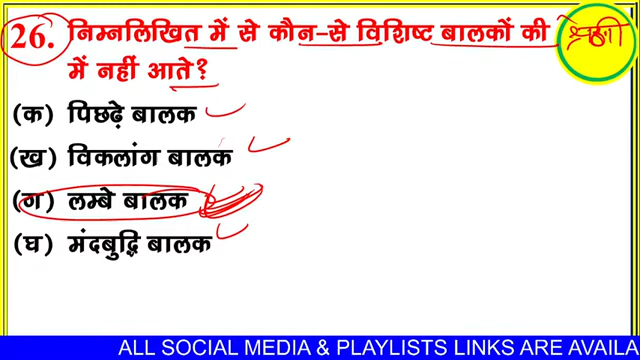 26. निम्नलिखित में से कौन-से विशिष्ट बालकों की श्रेणी
में नहीं आते?
(क) पिछढ़े बालक
(ख) विकलांग बालक
(ग) लम्बे बालक
(घ) मंदबुद्धि बालक
ALL SOCIAL MEDIA & PLAYLISTS LINKS ARE AVAILA